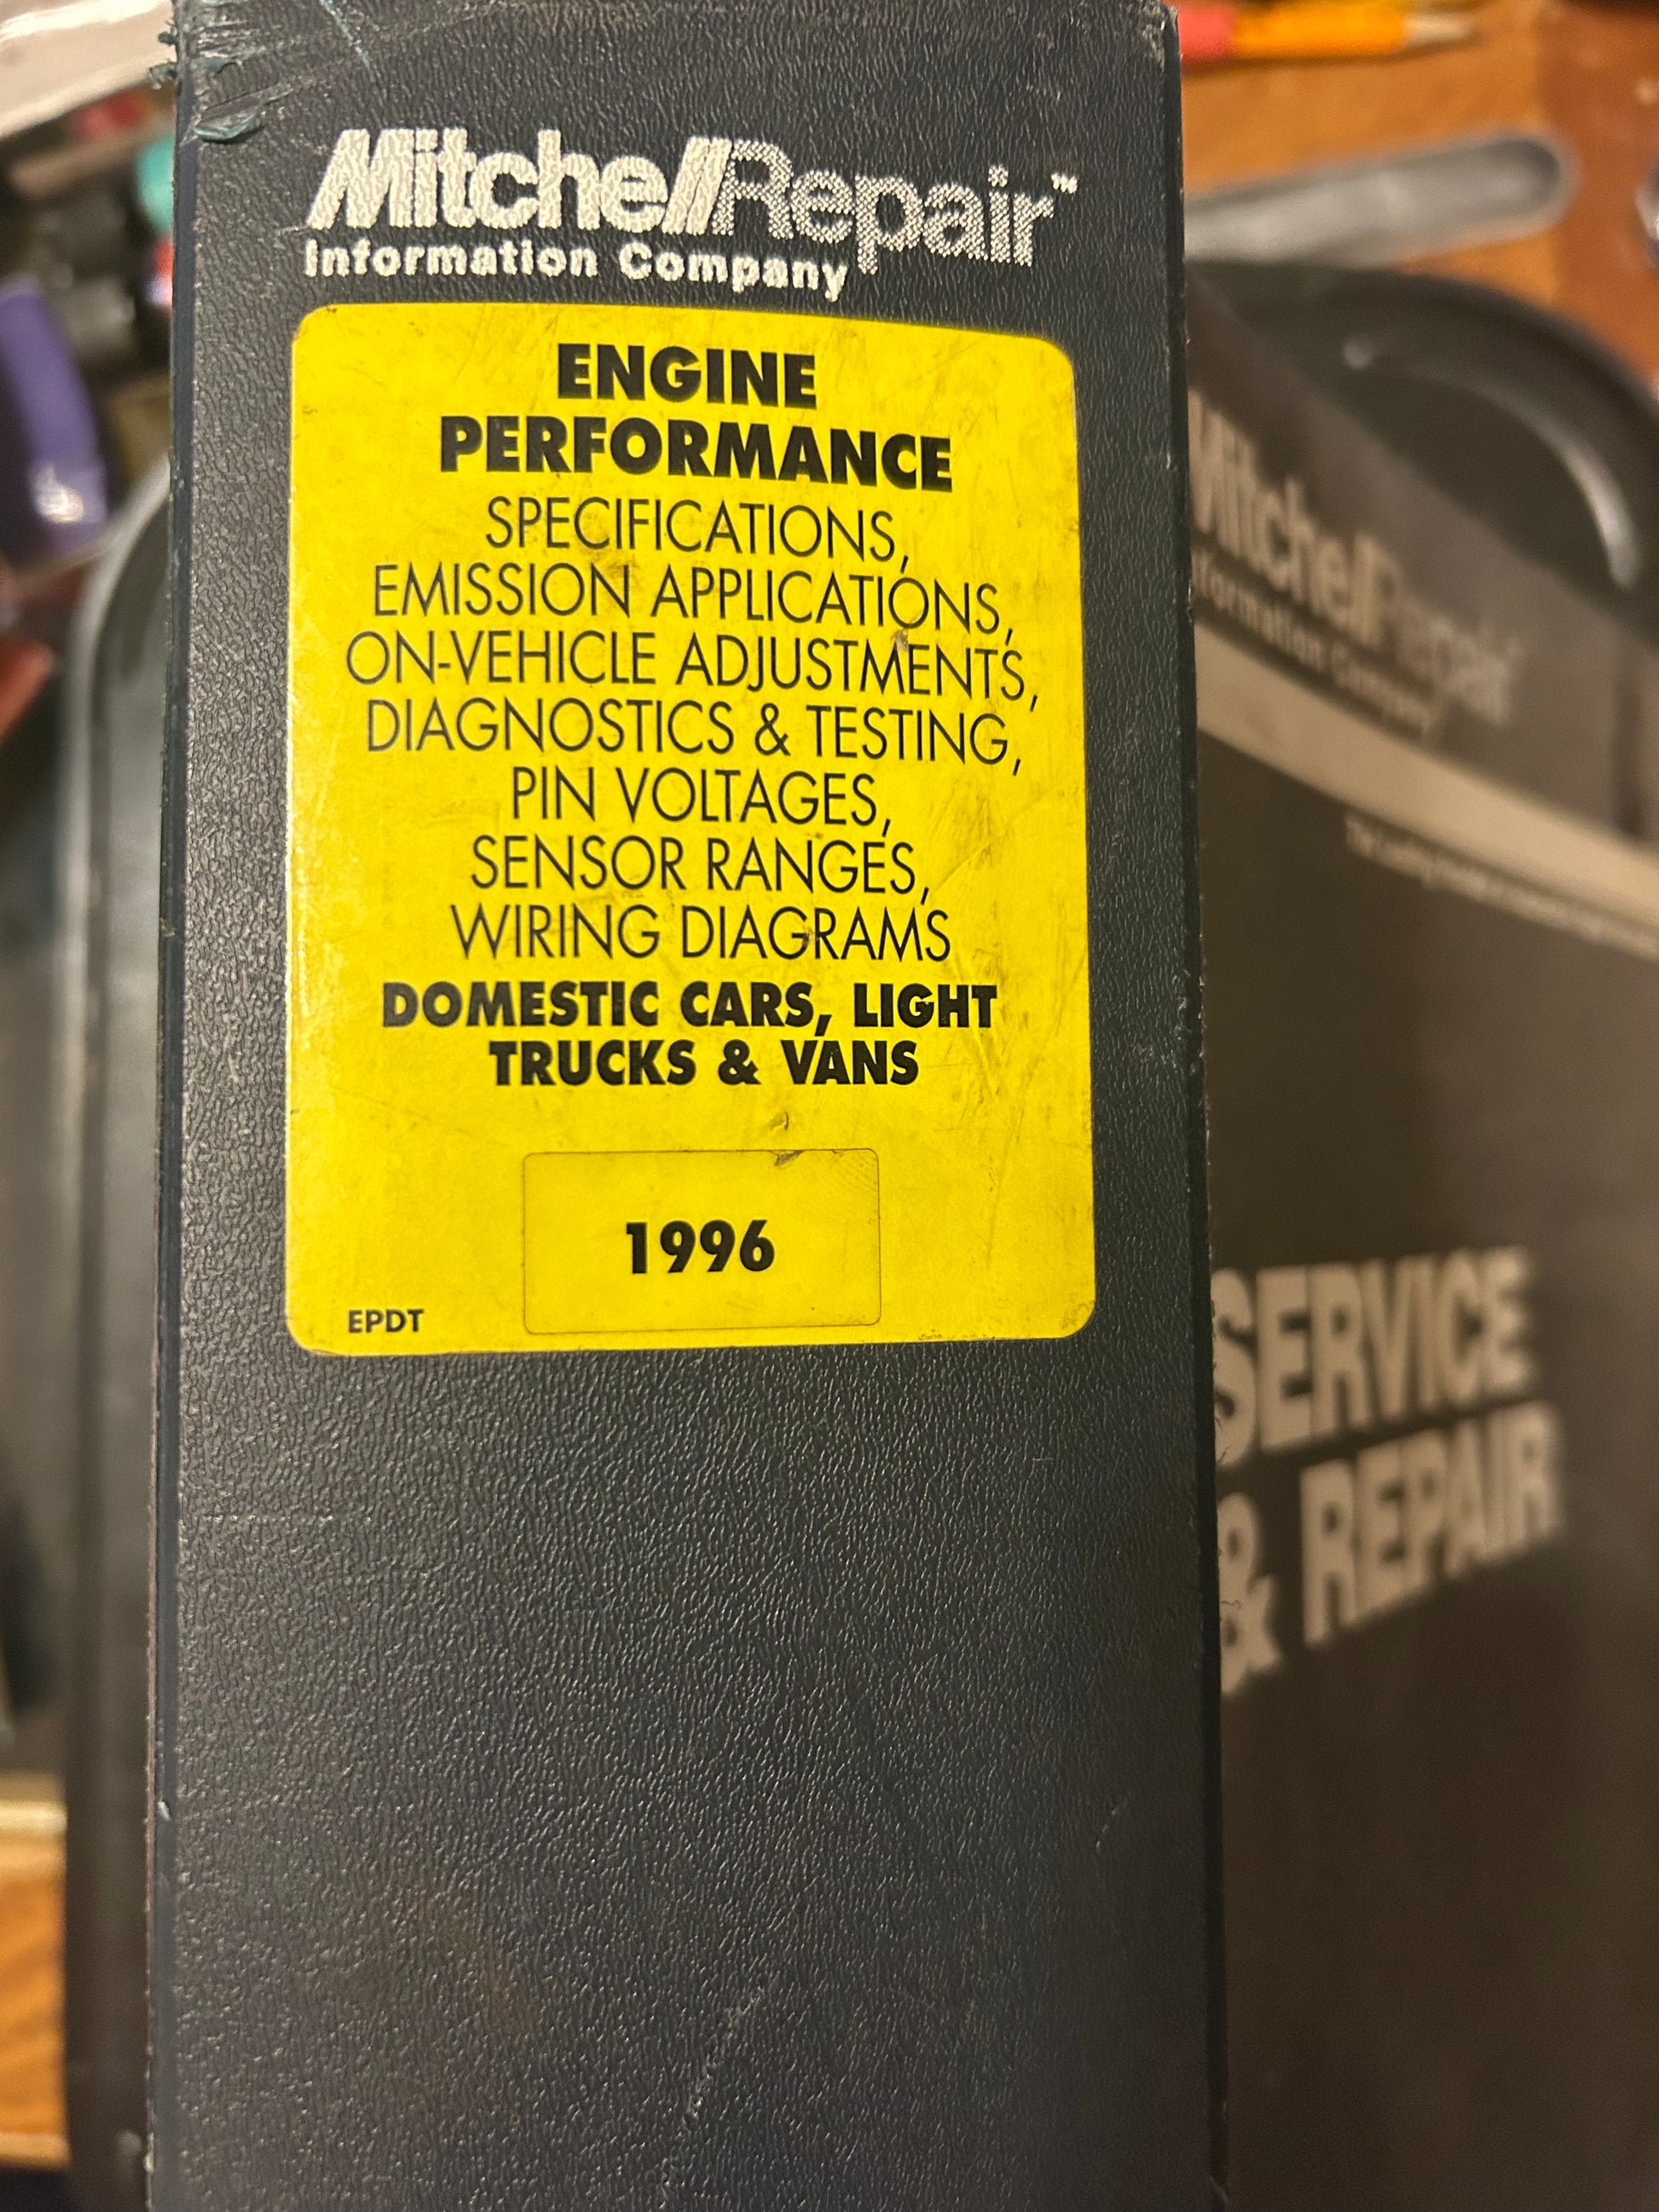 MitchellRepair™
Information Company
ENGINE
PERFORMANCE
SPECIFICATIONS,
EMISSION APPLICATIONS,
ON-VEHICLE ADJUSTMENTS,
DIAGNOSTICS & TESTING,
PIN VOLTAGES,
SENSOR RANGES,
WIRING DIAGRAMS
DOMESTIC CARS, LIGHT
TRUCKS & VANS
1996
EPDT
MitchellRepair
Information Company
SERVICE
& REPAIR